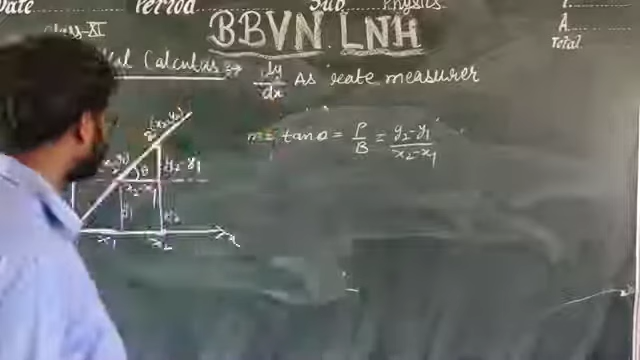 Date Period Sub Physics
Class-XI
BBVN LNH
A
Total
Calculus ⇒ dy/dx As rate measurer
m = tanθ = P/B = y₂-y₁/x₂-x₁
(x₂, y₂)
θ
y₂-y₁
x₂-x₁
y₁
y₂
x₁ x₂ x